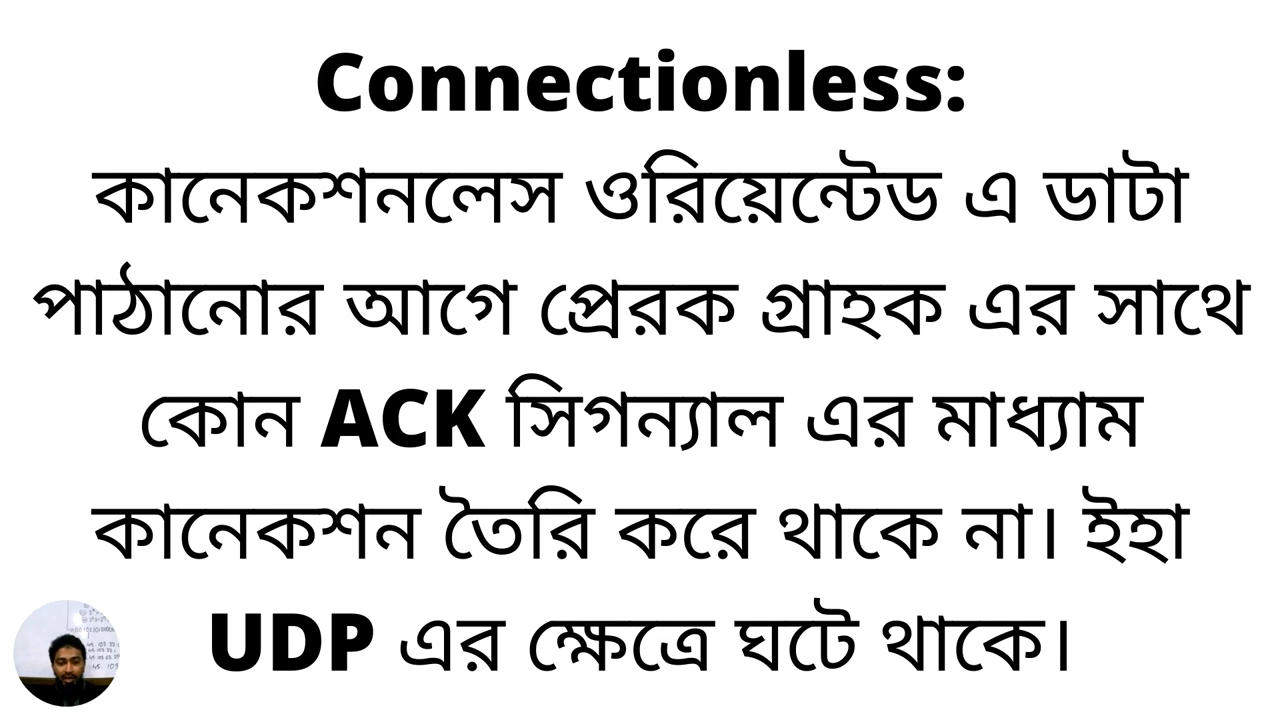 Connectionless:
কানেকশনলেস ওরিয়েন্টেড এ ডাটা
পাঠানোর আগে প্রেরক গ্রাহক এর সাথে
কোন ACK সিগন্যাল এর মাধ্যাম
কানেকশন তৈরি করে থাকে না। ইহা
UDP এর ক্ষেত্রে ঘটে থাকে।